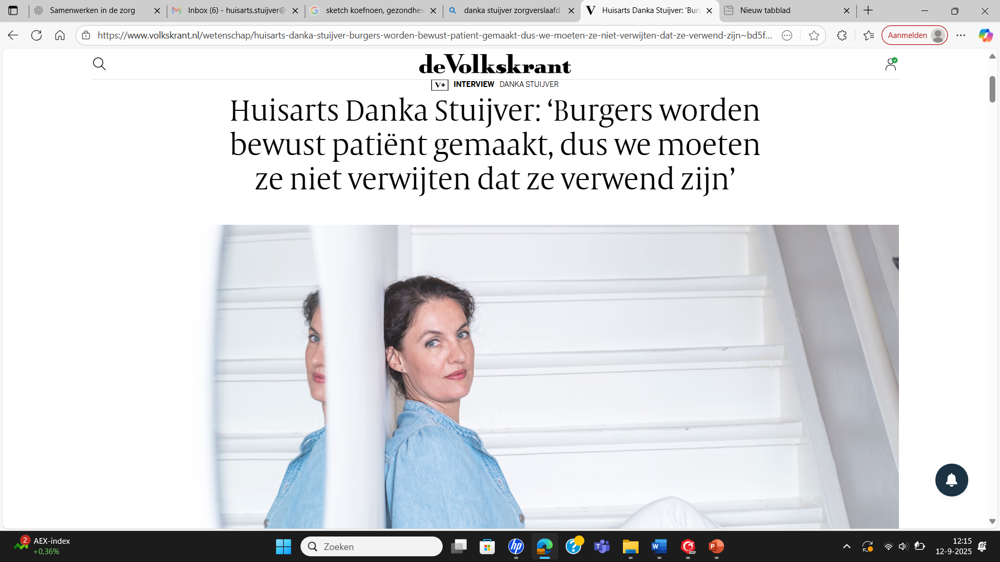 Samenwerken in de zorg
Inbox (6) - huisarts.stuijver@
sketch koefnoen, gezondhei
danka stuijver zorgverslaafd
V Huisarts Danka Stuijver: ‘Burg
Nieuw tabblad
https://www.volkskrant.nl/wetenschap/huisarts-danka-stuijver-burgers-worden-bewust-patient-gemaakt-dus-we-moeten-ze-niet-verwijten-dat-ze-verwend-zijn~bd5f...
Aanmelden
de Volkskrant
V+ INTERVIEW DANKA STUIJVER
Huisarts Danka Stuijver: ‘Burgers worden
bewust patiënt gemaakt, dus we moeten
ze niet verwijten dat ze verwend zijn’
2
AEX-index
+0,36%
Zoeken
12:15
12-9-2025